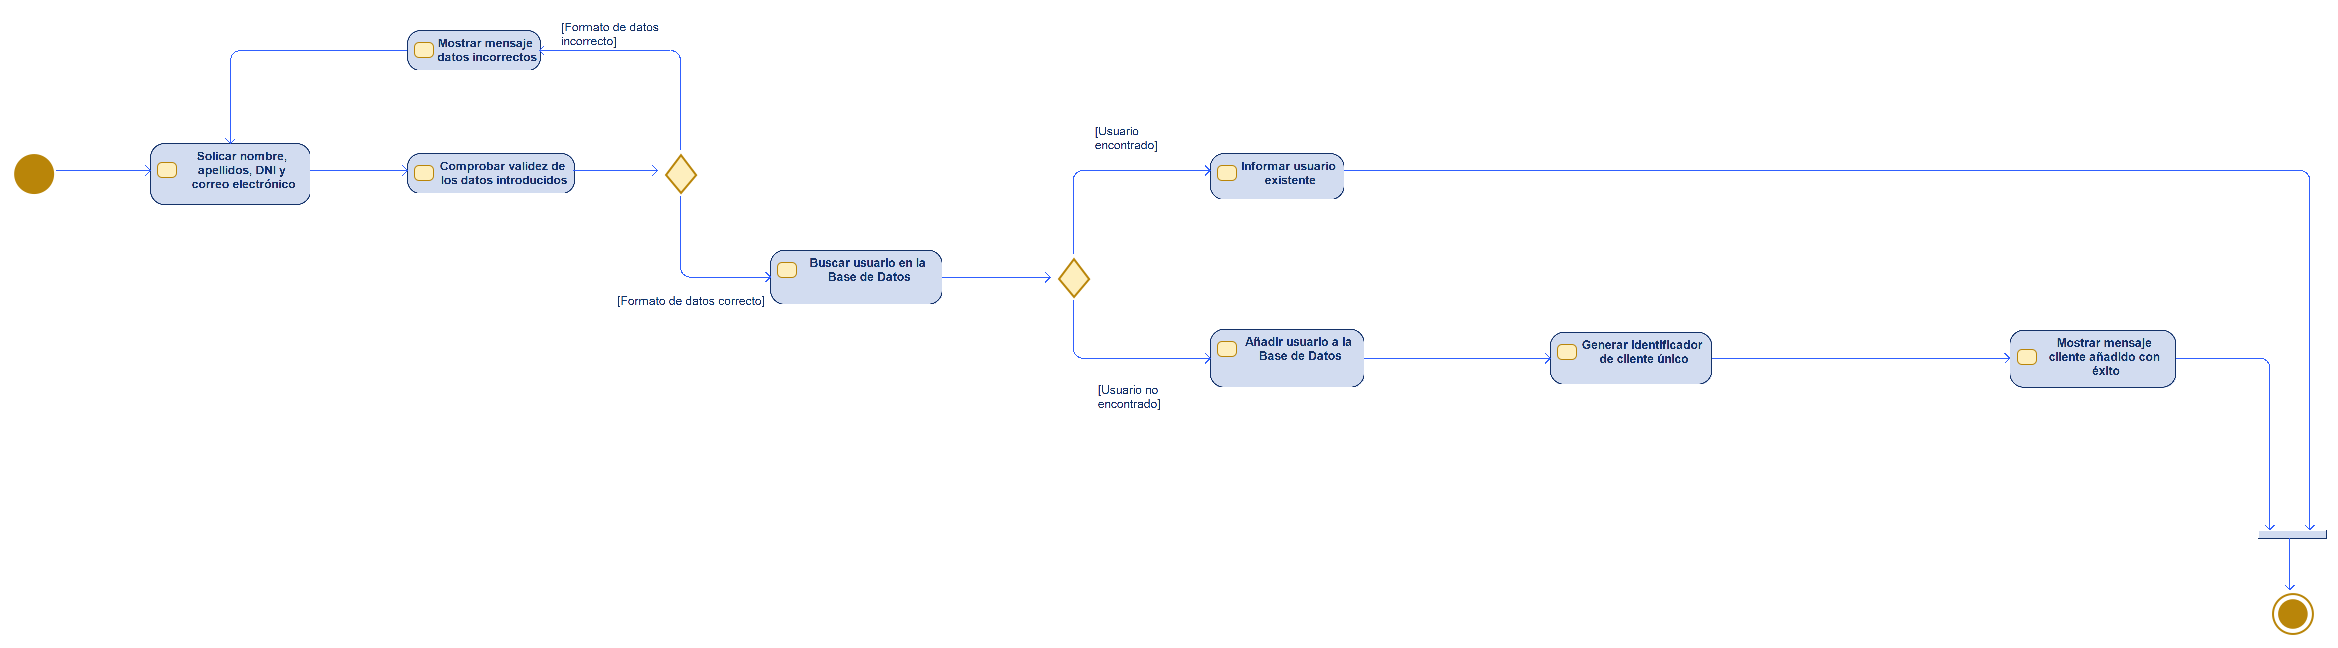 [Formato de datos
incorrecto]
Mostrar mensaje
datos incorrectos
[Usuario
encontrado]
Solicar nombre,
apellidos, DNI y
correo electrónico
Comprobar validez de
los datos introducidos
Informar usuario
existente
Buscar usuario en la
Base de Datos
[Formato de datos correcto]
Añadir usuario a la
Base de Datos
Generar identificador
de cliente único
Mostrar mensaje
cliente añadido con
éxito
[Usuario no
encontrado]